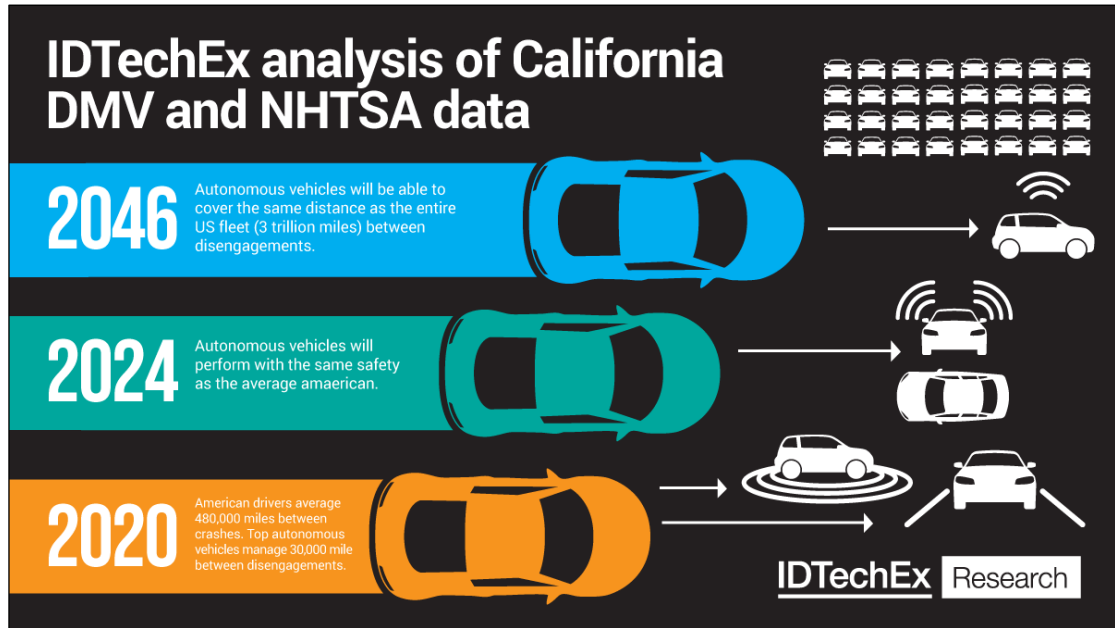 IDTechEx analysis of California
DMV and NHTSA data
2046
Autonomous vehicles will be able to
cover the same distance as the entire
US fleet (3 trillion miles) between
disengagements.
2024
Autonomous vehicles will
perform with the same safety
as the average amaerican.
2020
American drivers average
480,000 miles between
crashes. Top autonomous
vehicles manage 30,000 mile
between disengagements.
IDTechEx Research